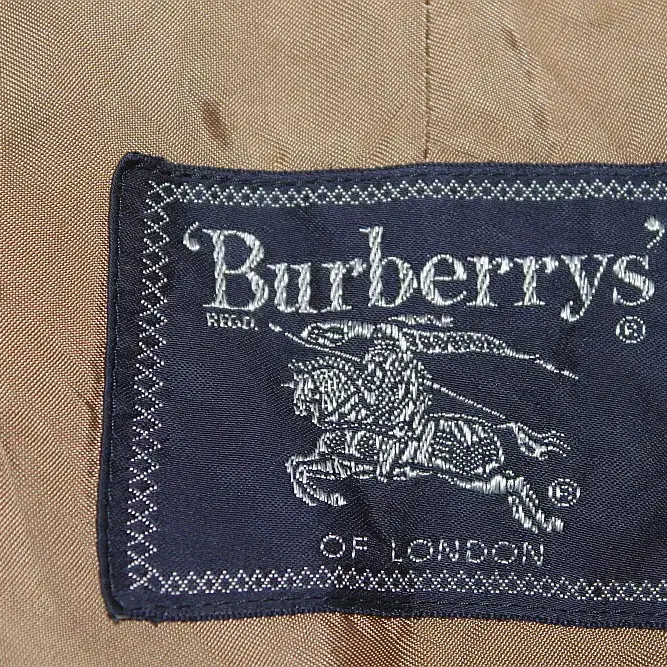 'Burberrys'
REGD. ®
®
OF LONDON